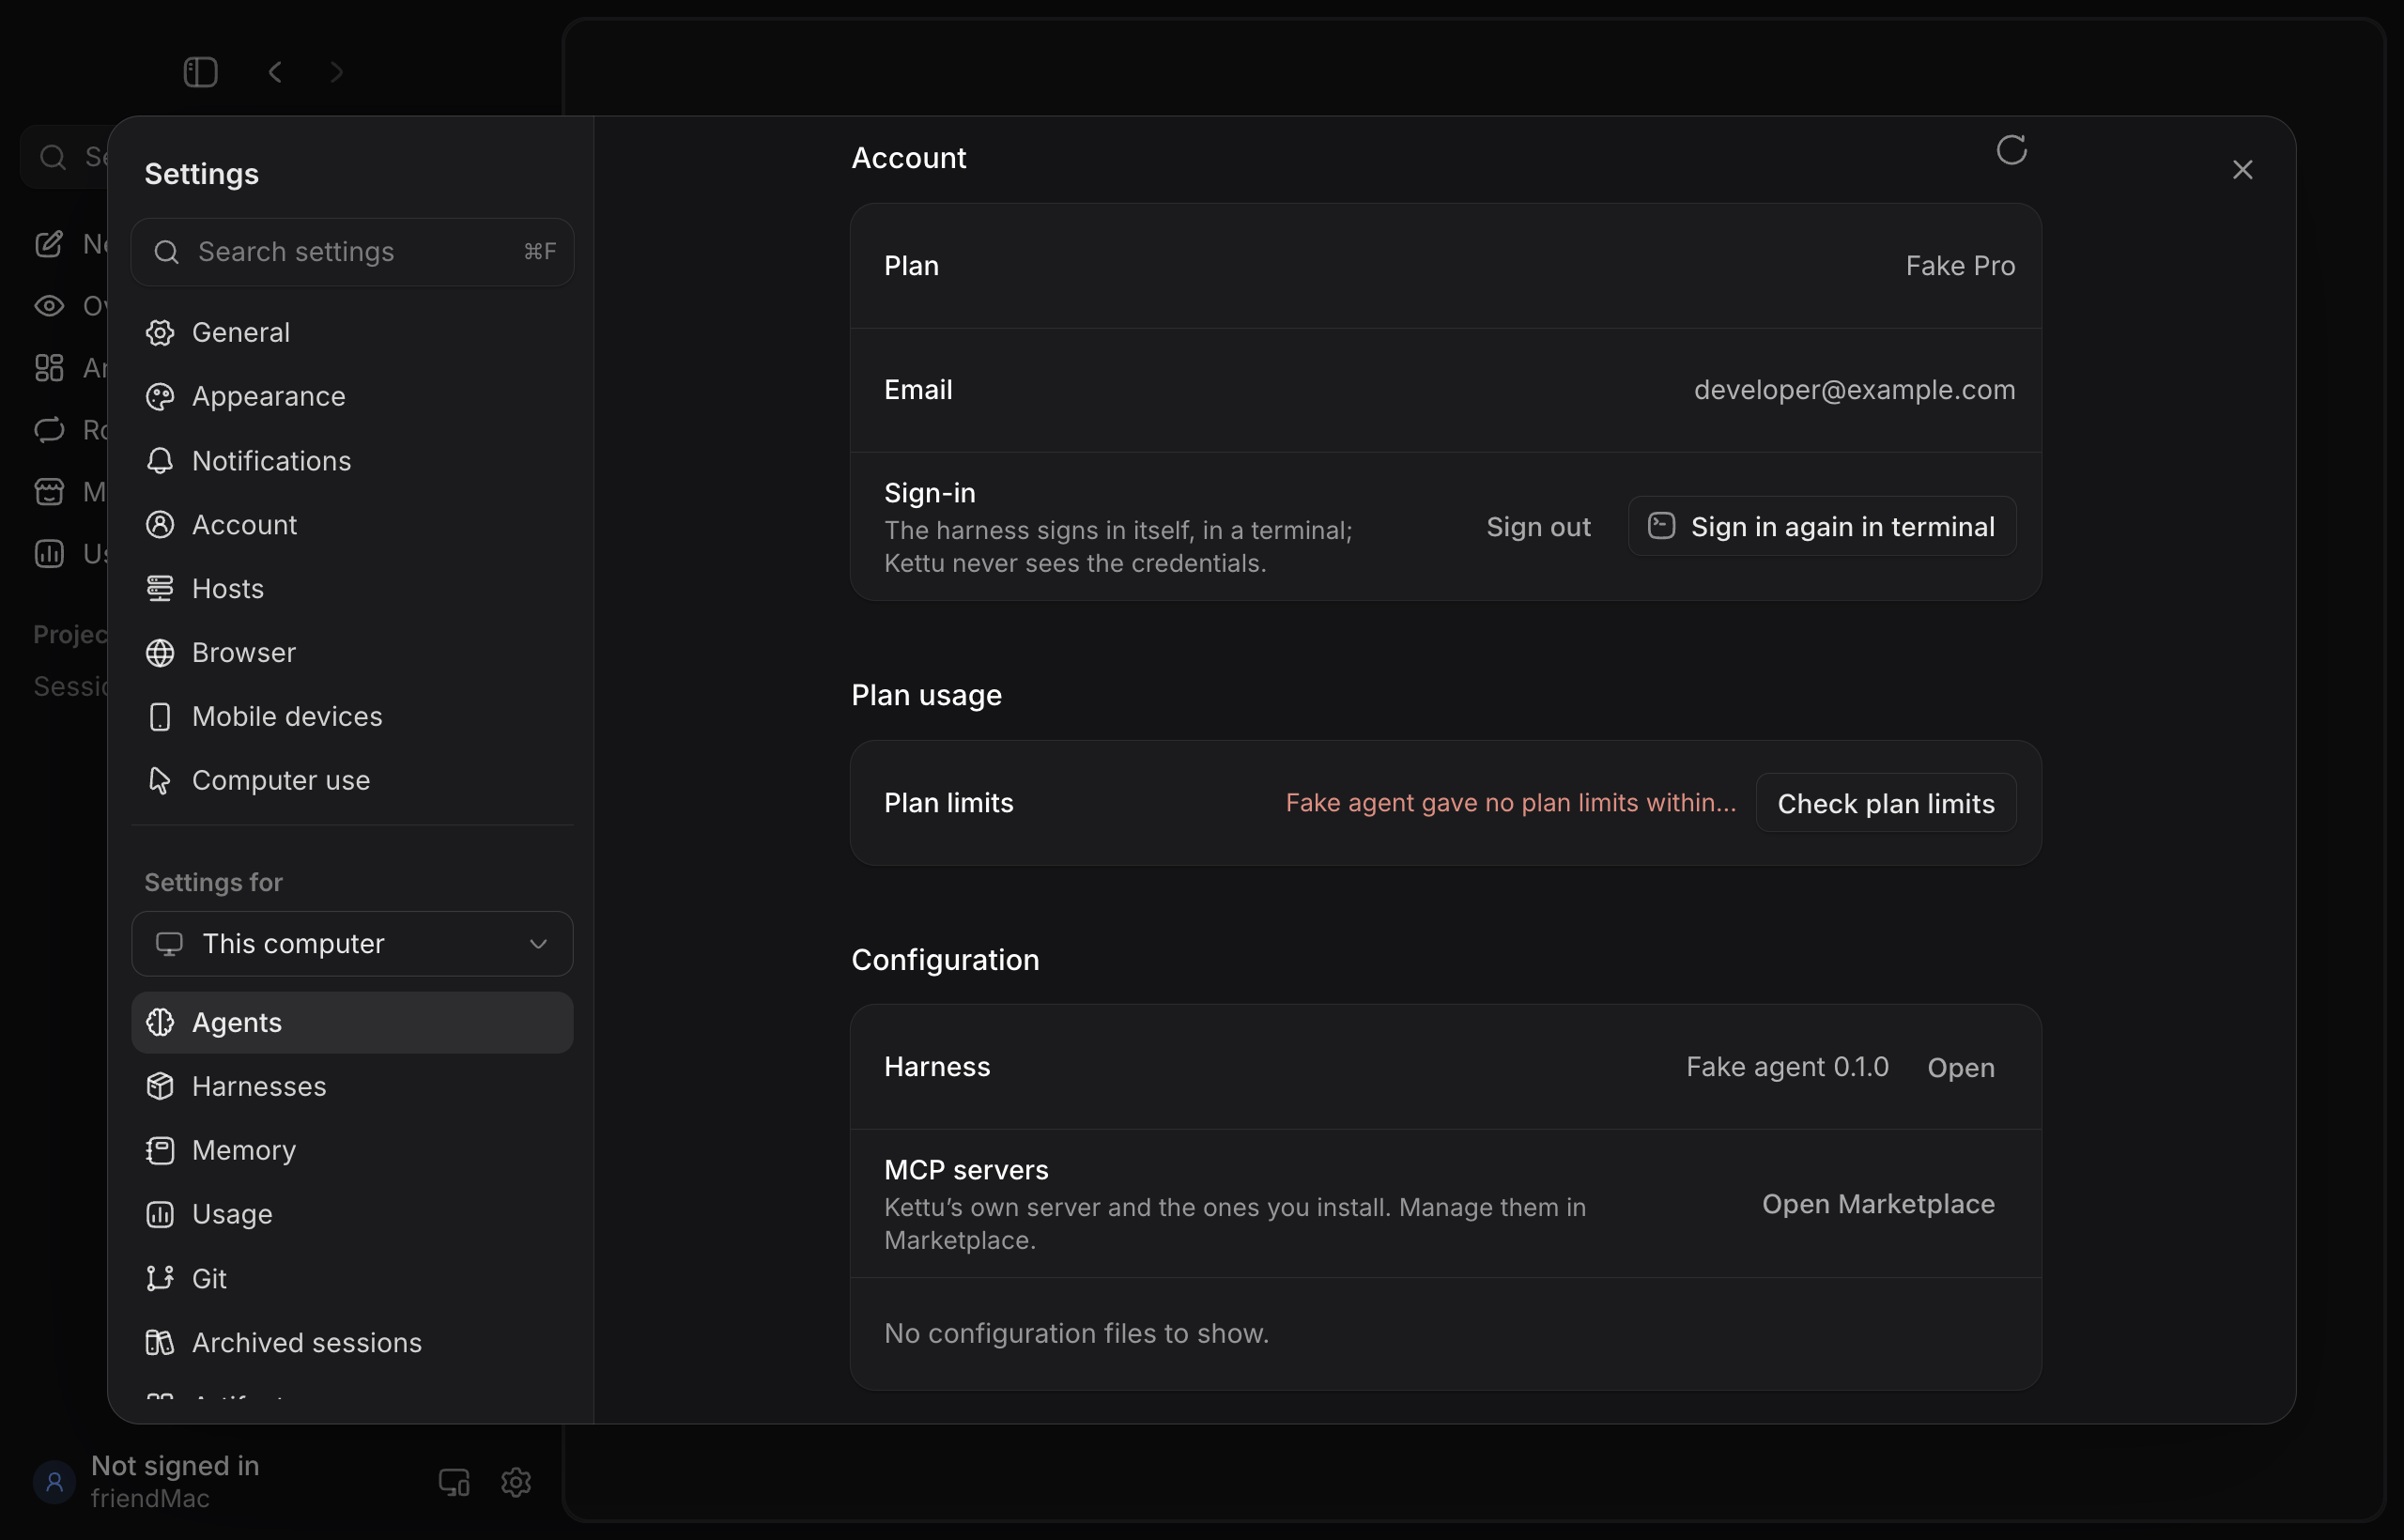 Settings
Search settings
⌘F
General
Appearance
Notifications
Account
Hosts
Browser
Mobile devices
Computer use
Settings for
This computer
Agents
Harnesses
Memory
Usage
Git
Archived sessions
Account
Plan
Fake Pro
Email
developer@example.com
Sign-in
The harness signs in itself, in a terminal;
Kettu never sees the credentials.
Sign out
Sign in again in terminal
Plan usage
Plan limits
Fake agent gave no plan limits within…
Check plan limits
Configuration
Harness
Fake agent 0.1.0
Open
MCP servers
Kettu’s own server and the ones you install. Manage them in
Marketplace.
Open Marketplace
No configuration files to show.
Not signed in
friendMac